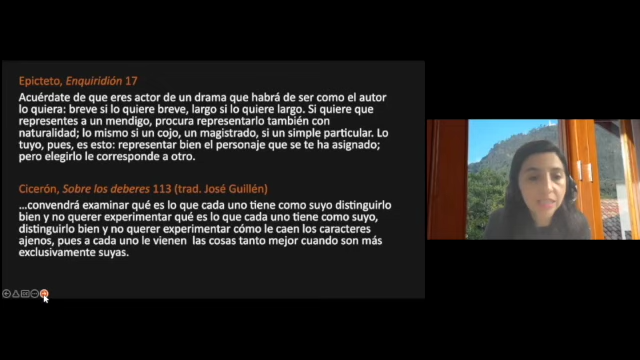 Epicteto, Enquiridión 17
Acuérdate de que eres actor de un drama que habrá de ser como el autor
lo quiera: breve si lo quiere breve, largo si lo quiere largo. Si quiere que
representes a un mendigo, procura representarlo también con
naturalidad; lo mismo si un cojo, un magistrado, si un simple particular. Lo
tuyo, pues, es esto: representar bien el personaje que se te ha asignado;
pero elegirlo le corresponde a otro.
Cicerón, Sobre los deberes 113 (trad. José Guillén)
…convendrá examinar qué es lo que cada uno tiene como suyo distinguirlo
bien y no querer experimentar qué es lo que cada uno tiene como suyo,
distinguirlo bien y no querer experimentar cómo le caen los caracteres
ajenos, pues a cada uno le vienen las cosas tanto mejor cuando son más
exclusivamente suyas.